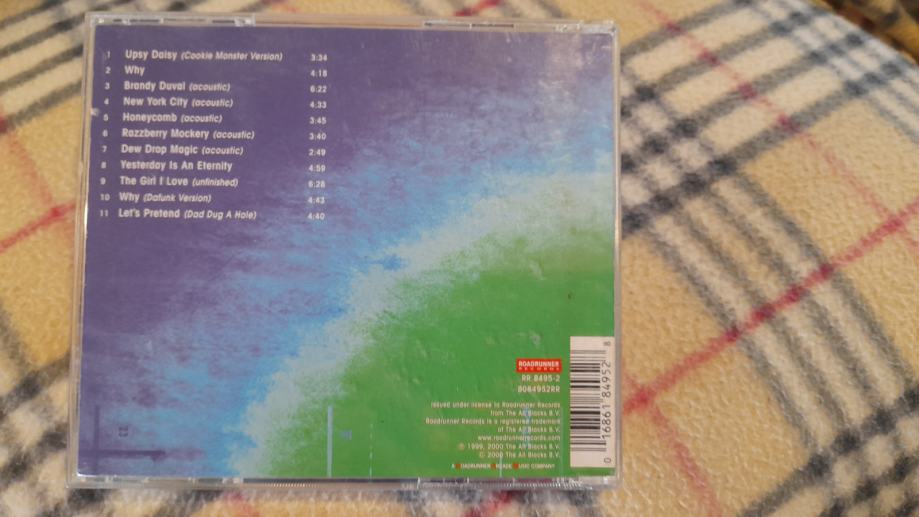 1 Upsy Daisy (Cookie Monster Version) 3:34
2 Why 4:18
3 Brandy Duval (acoustic) 6:22
4 New York City (acoustic) 4:33
5 Honeycomb (acoustic) 3:45
6 Razzberry Mockery (acoustic) 3:40
7 Dew Drop Magic (acoustic) 2:49
8 Yesterday Is An Eternity 4:59
9 The Girl I Love (unfinished) 6:28
10 Why (Dafunk Version) 4:43
11 Let's Pretend (Dad Dug A Hole) 4:40
ROADRUNNER
RECORDS
RR 8495-2
B084952RR
issued under license to Roadrunner Records
from The All Blacks B.V.
Roadrunner Records is a registered trademark
of The All Blacks B.V.
www.roadrunnerrecords.com
℗ 1999, 2000 The All Blacks B.V.
© 2000 The All Blacks B.V.
A ROADRUNNER ARCADE MUSIC COMPANY
0 16861 84952 8